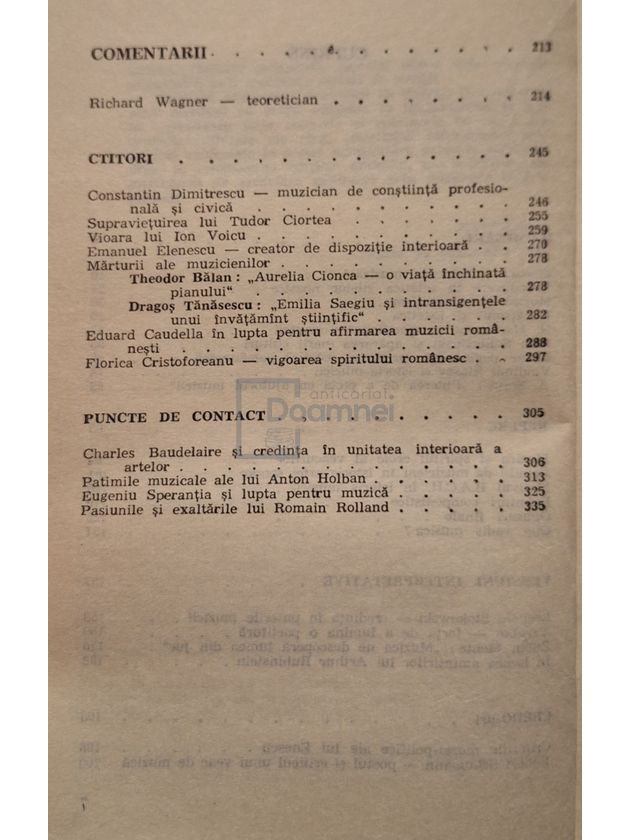 COMENTARII . . . . . . . . . . . . 213
Richard Wagner — teoretician . . . . . . . . 214
CTITORI . . . . . . . . . . . . . . 245
Constantin Dimitrescu — muzician de conștiință profesio-
nală și civică . . . . . . . . . . . 246
Supraviețuirea lui Tudor Ciortea . . . . . . . 255
Vioara lui Ion Voicu . . . . . . . . . . 259
Emanuel Elenescu — creator de dispoziție interioară . . 270
Mărturii ale muzicienilor . . . . . . . . . 278
Theodor Bălan: „Aurelia Cionca — o viață închinată
pianului“ . . . . . . . . . . 278
Dragoș Tănăsescu: „Emilia Saegiu și intransigențele
unui învățămînt științific“ . . . . . . 282
Eduard Caudella în lupta pentru afirmarea muzicii romă-
nești . . . . . . . . . . . . . 288
Florica Cristoforeanu — vigoarea spiritului românesc . . 297
anticariat
Doamnei
PUNCTE DE CONTACT . . . . . . . . . 305
Charles Baudelaire și credința în unitatea interioară a
artelor . . . . . . . . . . . . . 306
Patimile muzicale ale lui Anton Holban . . . . . 313
Eugeniu Speranția și lupta pentru muzică . . . . 325
Pasiunile și exaltările lui Romain Rolland . . . . 335